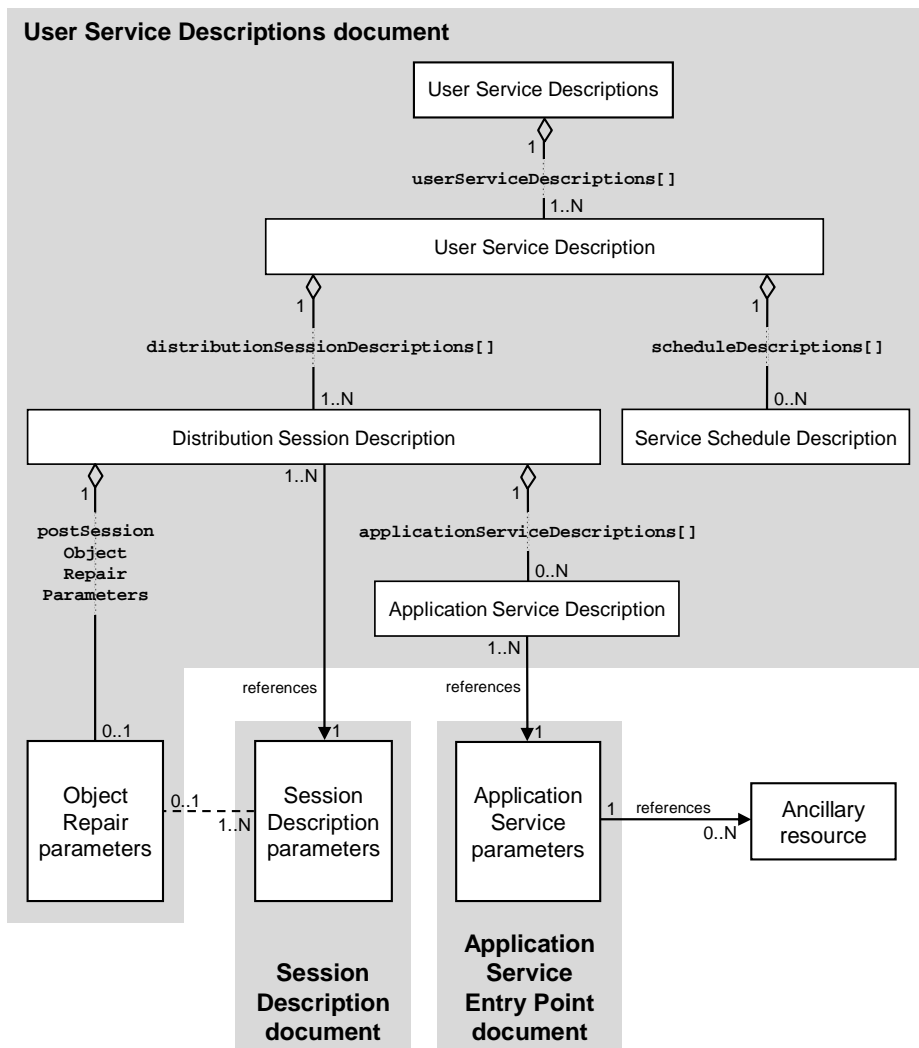 User Service Descriptions document
User Service Descriptions
1
userServiceDescriptions[]
1..N
User Service Description
1
1
distributionSessionDescriptions[]
scheduleDescriptions[]
1..N
0..N
Distribution Session Description
Service Schedule Description
1
1..N
1
postSession
Object
Repair
Parameters
applicationServiceDescriptions[]
0..N
Application Service Description
1..N
references
references
0..1
1
1
Object
Repair
parameters
0..1
1..N
Session
Description
parameters
Application
Service
parameters
1
references
0..N
Ancillary
resource
Session
Description
document
Application
Service
Entry Point
document